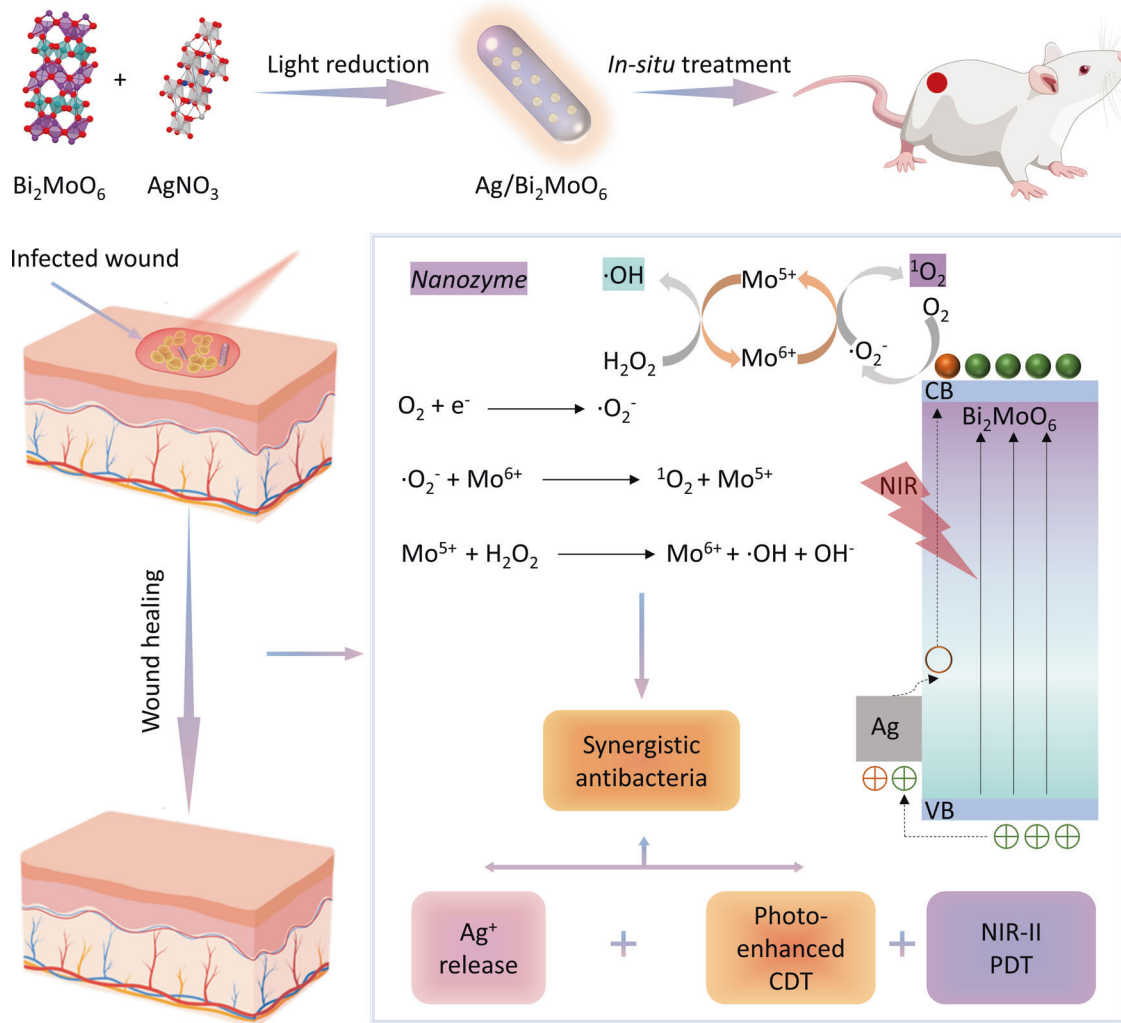 Bi₂MoO₆
+
AgNO₃
Light reduction
Ag/Bi₂MoO₆
In-situ treatment
Infected wound
Wound healing
Nanozyme
·OH
H₂O₂
Mo⁵⁺
Mo⁶⁺
·O₂⁻
¹O₂
O₂
O₂ + e⁻ → ·O₂⁻
·O₂⁻ + Mo⁶⁺ → ¹O₂ + Mo⁵⁺
Mo⁵⁺ + H₂O₂ → Mo⁶⁺ + ·OH + OH⁻
CB
Bi₂MoO₆
NIR
Ag
VB
Synergistic
antibacteria
Ag⁺
release
+
Photo-
enhanced
CDT
+
NIR-II
PDT